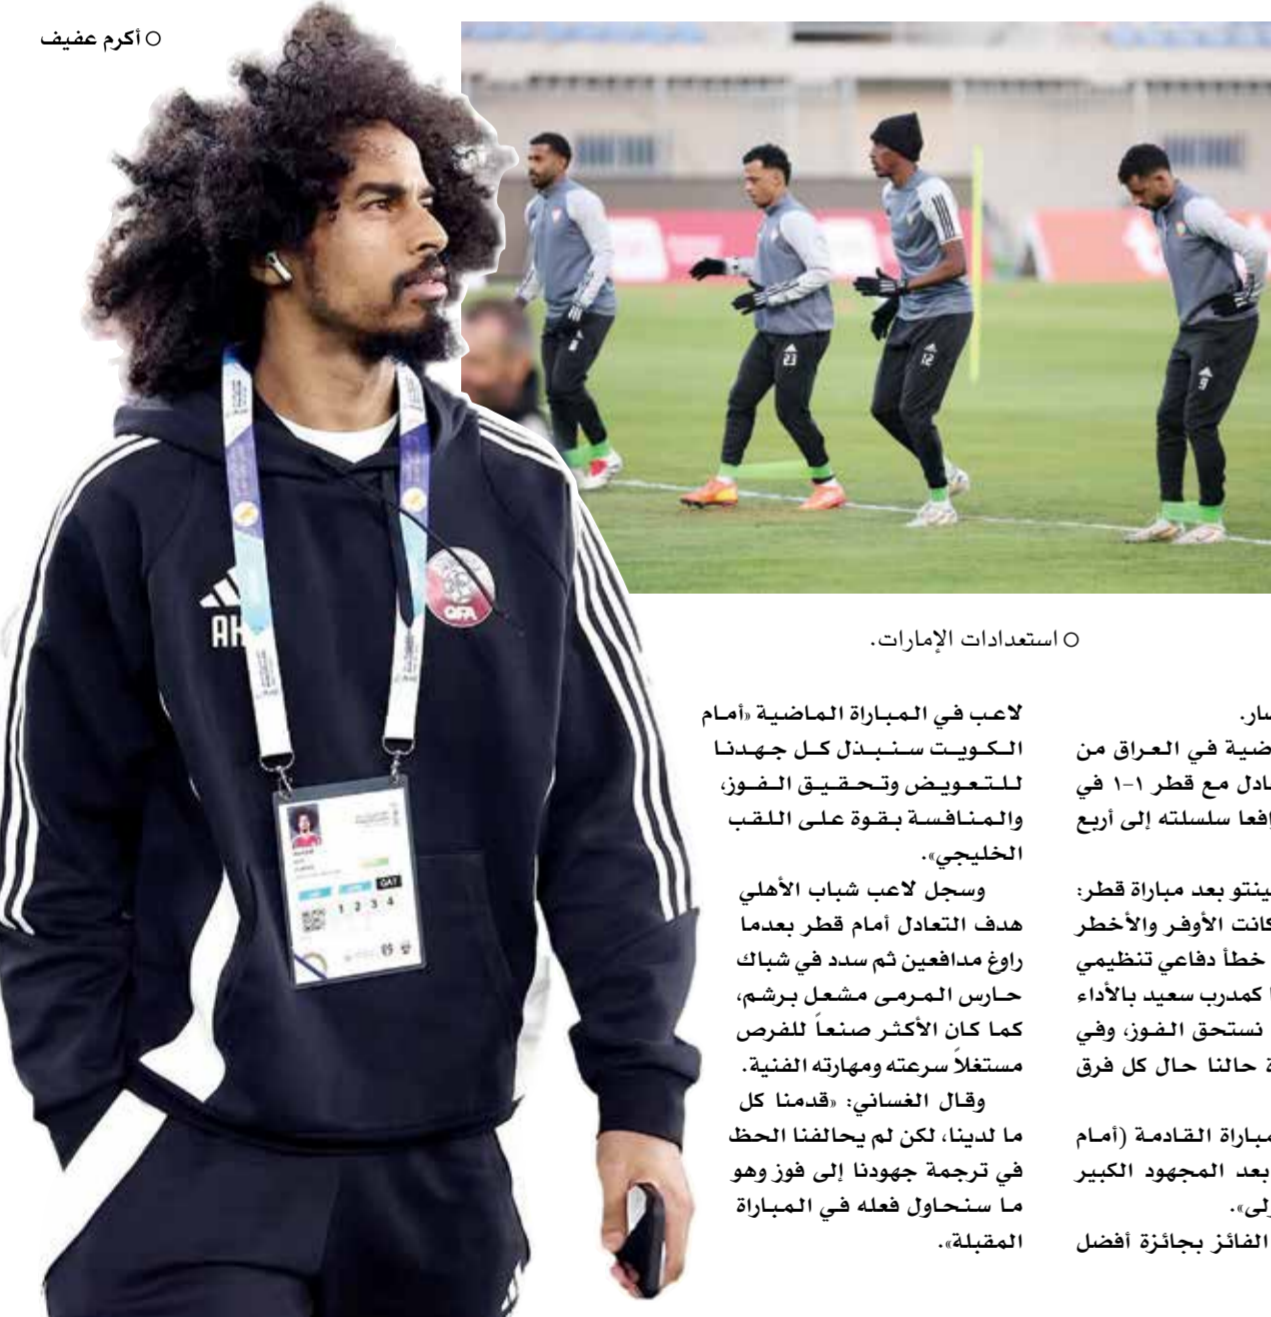 ○ أكرم عفيف
○ استعدادات الإمارات.
ضية في العراق من
ادل مع قطر ١-١ في
افعا سلسلته إلى أربع
ينتو بعد مباراة قطر:
كانت الأوفر والأخطر
خطأ دفاعي تنظيمي
كمدرب سعيد بالأداء
نستحق الفوز، وفي
حالنا حال كل فرق
مباراة القادمة (أمام
بعد المجهود الكبير
ولى».
الفائز بجائزة أفضل
لاعب في المباراة الماضية «أمام
الكويت سنبذل كل جهدنا
للتعويض وتحقيق الفوز،
والمنافسة بقوة على اللقب
الخليجي».
وسجل لاعب شباب الأهلي
هدف التعادل أمام قطر بعدما
راوغ مدافعين ثم سدد في شباك
حارس المرمى مشعل برشم،
كما كان الأكثر صنعاً للفرص
مستغلاً سرعته ومهارته الفنية.
وقال الغساني: «قدمنا كل
ما لدينا، لكن لم يحالفنا الحظ
في ترجمة جهودنا إلى فوز وهو
ما سنحاول فعله في المباراة
المقبلة».
QFA
AH
QAT
1 2 3 4
23
12
9